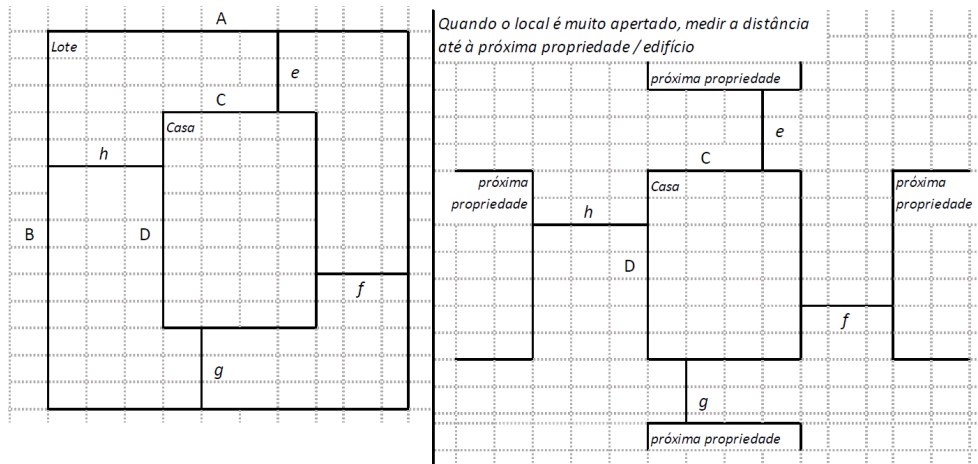 A
Lote
e
C
Casa
h
B
D
f
g
Quando o local é muito apertado, medir a distância
até à próxima propriedade / edifício
próxima propriedade
e
C
próxima
propriedade
Casa
próxima
propriedade
h
D
f
g
próxima propriedade